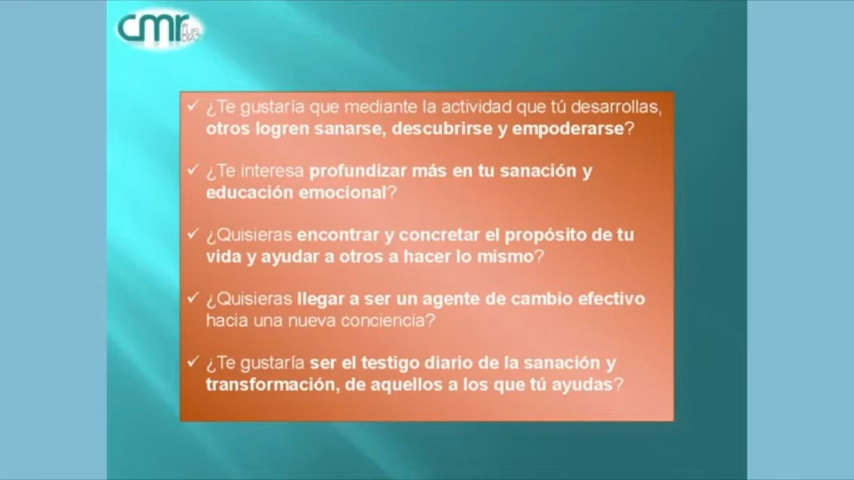 cmr
✓ ¿Te gustaría que mediante la actividad que tú desarrollas,
otros logren sanarse, descubrirse y empoderarse?
✓ ¿Te interesa profundizar más en tu sanación y
educación emocional?
✓ ¿Quisieras encontrar y concretar el propósito de tu
vida y ayudar a otros a hacer lo mismo?
✓ ¿Quisieras llegar a ser un agente de cambio efectivo
hacia una nueva conciencia?
✓ ¿Te gustaría ser el testigo diario de la sanación y
transformación, de aquellos a los que tú ayudas?